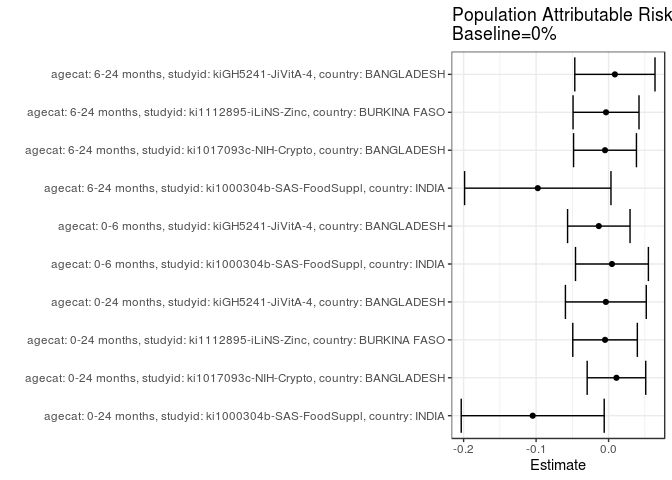 Population Attributable Risk
Baseline=0%
agecat: 6-24 months, studyid: kiGH5241-JiVitA-4, country: BANGLADESH
agecat: 6-24 months, studyid: ki1112895-iLiNS-Zinc, country: BURKINA FASO
agecat: 6-24 months, studyid: ki1017093c-NIH-Crypto, country: BANGLADESH
agecat: 6-24 months, studyid: ki1000304b-SAS-FoodSuppl, country: INDIA
agecat: 0-6 months, studyid: kiGH5241-JiVitA-4, country: BANGLADESH
agecat: 0-6 months, studyid: ki1000304b-SAS-FoodSuppl, country: INDIA
agecat: 0-24 months, studyid: kiGH5241-JiVitA-4, country: BANGLADESH
agecat: 0-24 months, studyid: ki1112895-iLiNS-Zinc, country: BURKINA FASO
agecat: 0-24 months, studyid: ki1017093c-NIH-Crypto, country: BANGLADESH
agecat: 0-24 months, studyid: ki1000304b-SAS-FoodSuppl, country: INDIA
-0.2 -0.1 0.0
Estimate